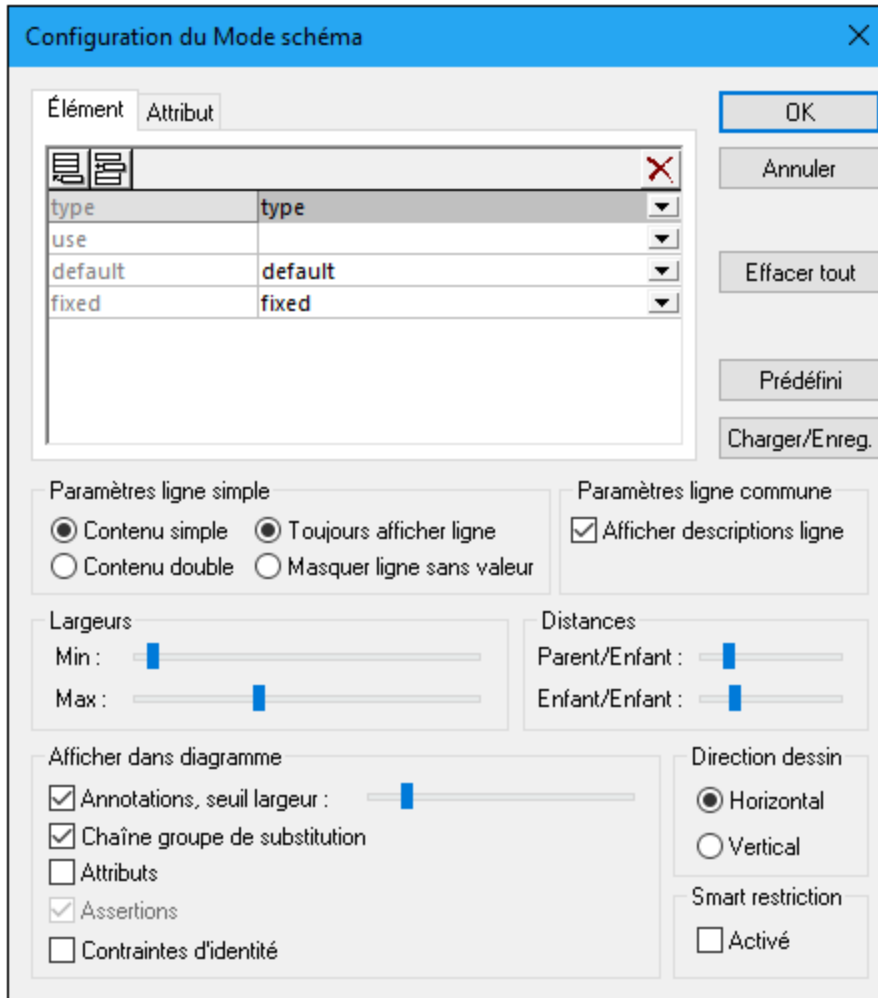 Configuration du Mode schéma
Élément Attribut
OK
Annuler
type type
use
default default
fixed fixed
Effacer tout
Prédéfini
Charger/Enreg.
Paramètres ligne simple
Contenu simple Toujours afficher ligne
Contenu double Masquer ligne sans valeur
Paramètres ligne commune
Afficher descriptions ligne
Largeurs
Min :
Max :
Distances
Parent/Enfant :
Enfant/Enfant :
Afficher dans diagramme
Annotations, seuil largeur :
Chaîne groupe de substitution
Attributs
Assertions
Contraintes d'identité
Direction dessin
Horizontal
Vertical
Smart restriction
Activé